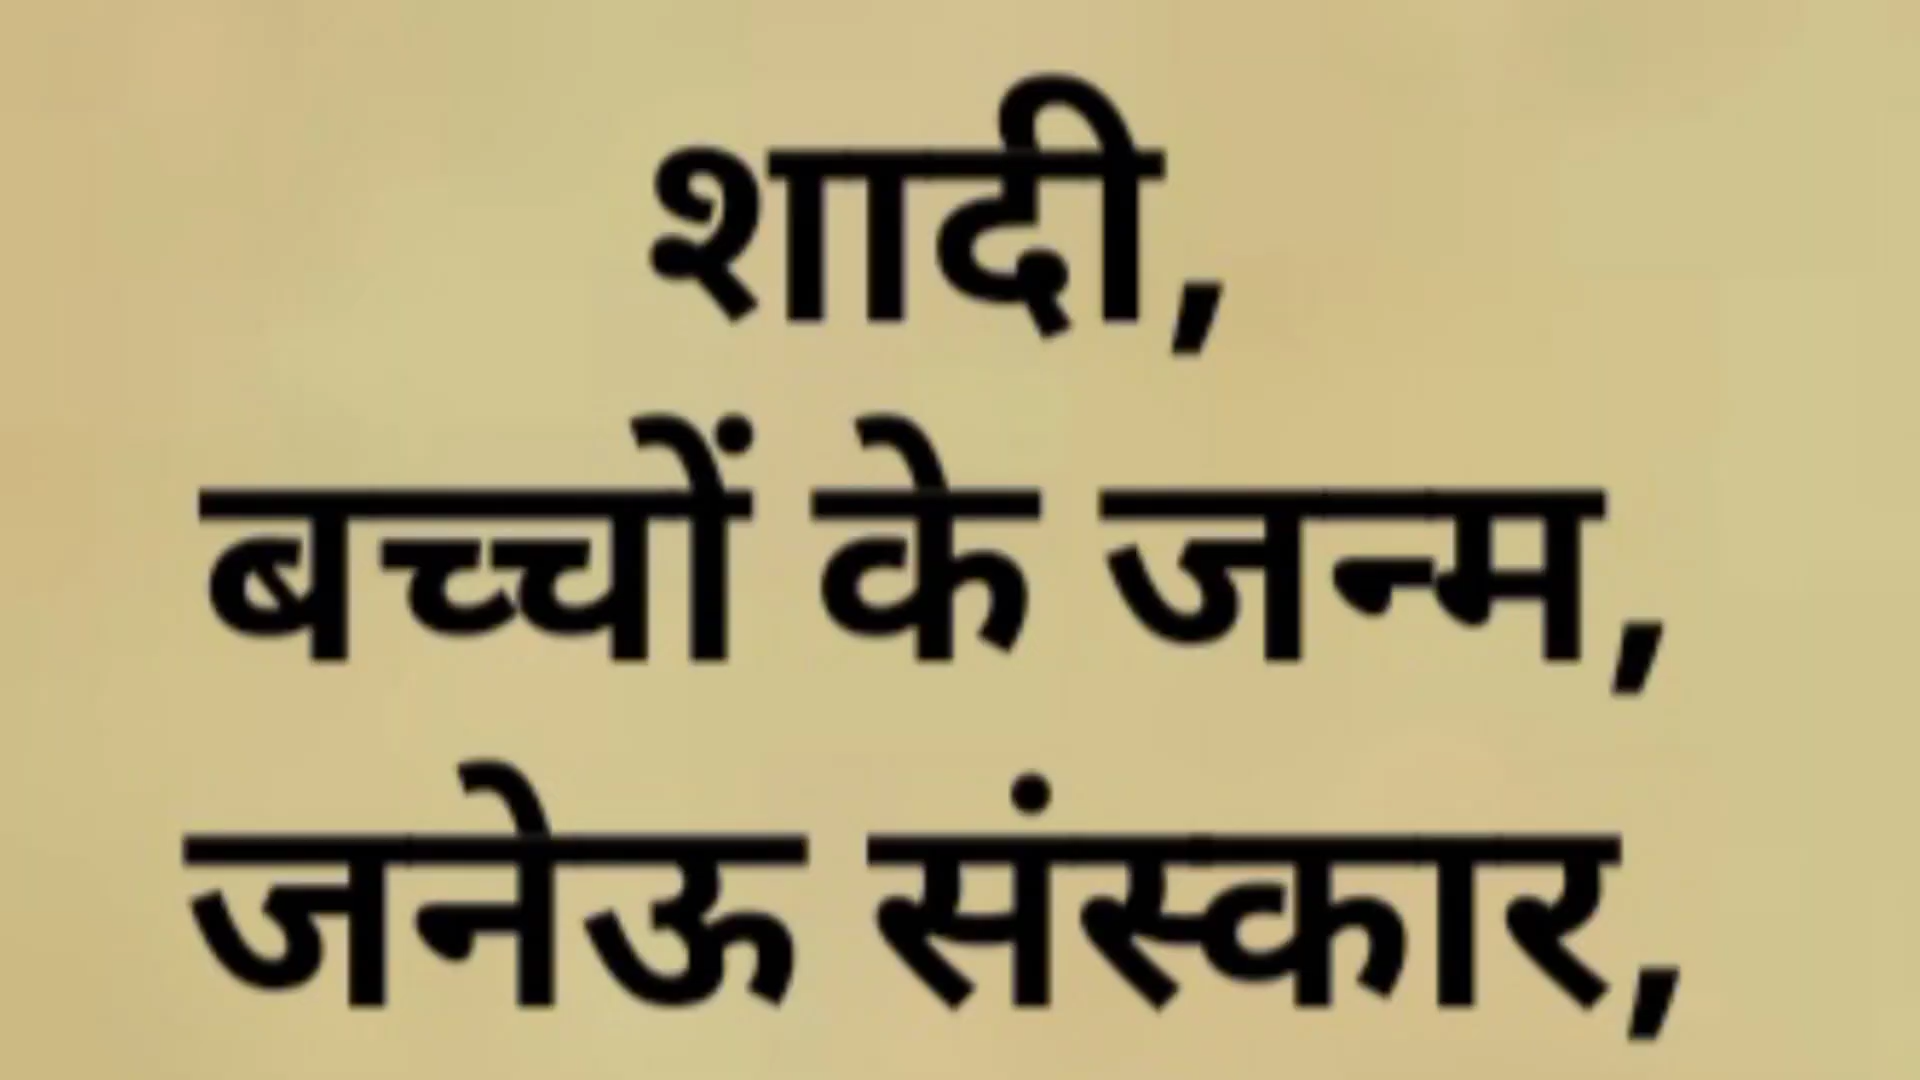 शादी,
बच्चों के जन्म,
जनेऊ संस्कार,